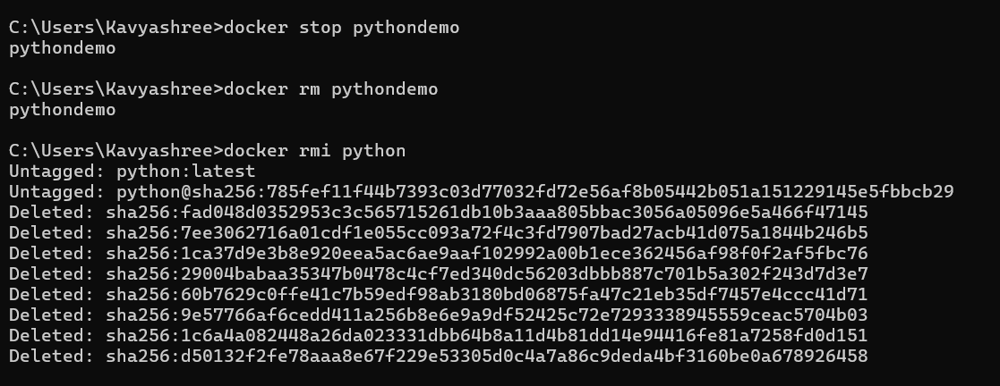 C:\Users\Kavyashree>docker stop pythondemo
pythondemo
C:\Users\Kavyashree>docker rm pythondemo
pythondemo
C:\Users\Kavyashree>docker rmi python
Untagged: python:latest
Untagged: python@sha256:785fef11f44b7393c03d77032fd72e56af8b05442b051a151229145e5fbbcb29
Deleted: sha256:fad048d0352953c3c565715261db10b3aaa805bbac3056a05096e5a466f47145
Deleted: sha256:7ee3062716a01cdf1e055cc093a72f4c3fd7907bad27acb41d075a1844b246b5
Deleted: sha256:1ca37d9e3b8e920eea5ac6ae9aaf102992a00b1ece362456af98f0f2af5fbc76
Deleted: sha256:29004babaa35347b0478c4cf7ed340dc56203dbbb887c701b5a302f243d7d3e7
Deleted: sha256:60b7629c0ffe41c7b59edf98ab3180bd06875fa47c21eb35df7457e4ccc41d71
Deleted: sha256:9e57766af6cedd411a256b8e6e9a9df52425c72e7293338945559ceac5704b03
Deleted: sha256:1c6a4a082448a26da023331dbb64b8a11d4b81dd14e94416fe81a7258fd0d151
Deleted: sha256:d50132f2fe78aaa8e67f229e53305d0c4a7a86c9deda4bf3160be0a678926458